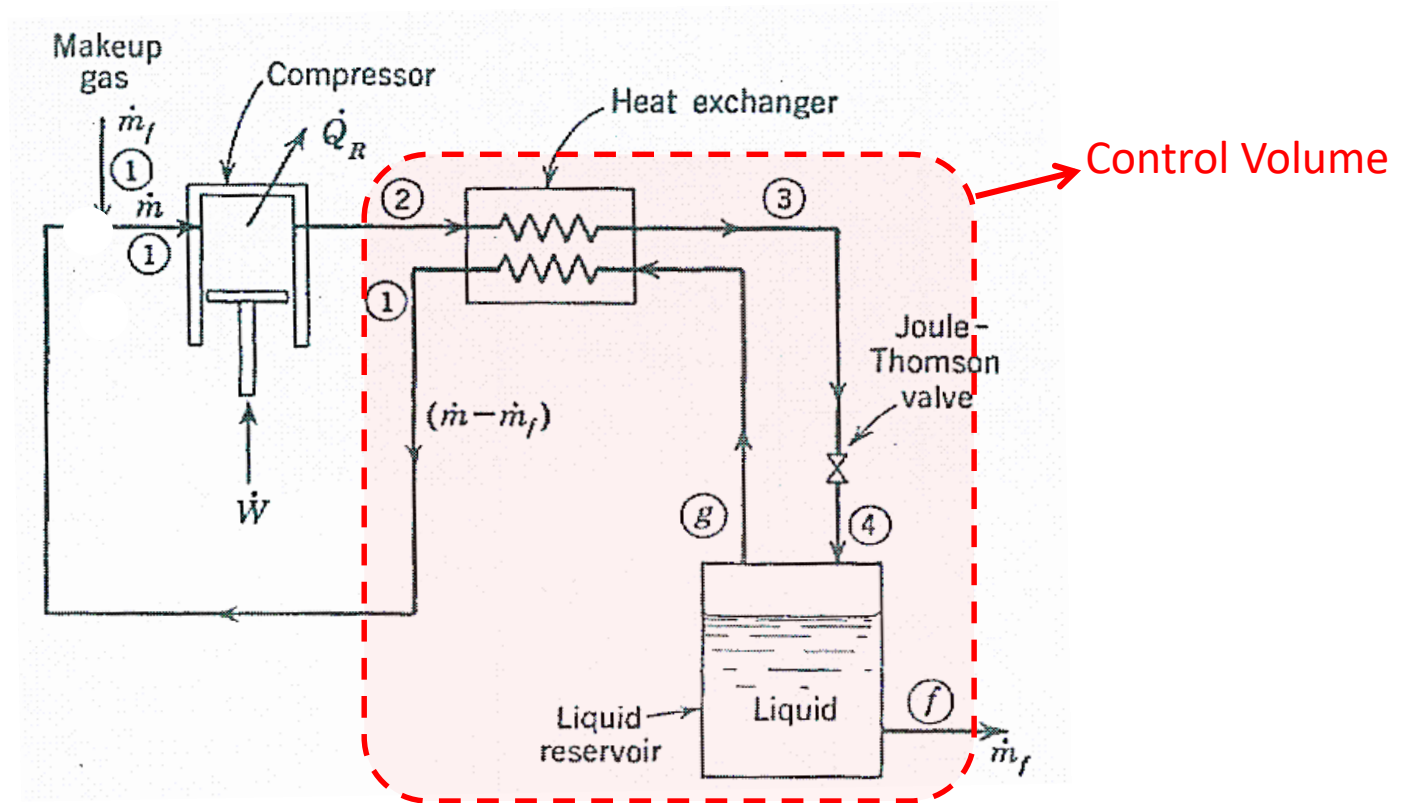 Makeup
gas
ṁf
①
ṁ
①
Compressor
Q̇R
Ẇ
②
Heat exchanger
③
Control Volume
①
(ṁ−ṁf)
Joule-
Thomson
valve
g
④
Liquid
Liquid
reservoir
f
ṁf